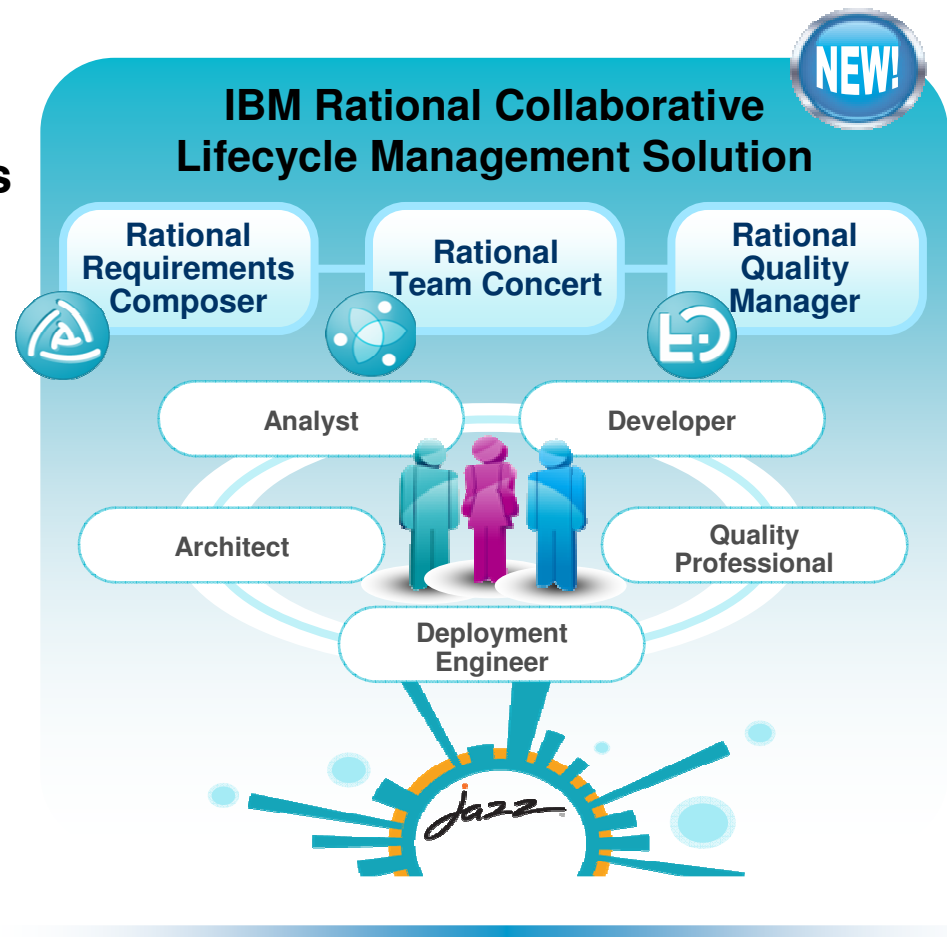 NEW!
IBM Rational Collaborative
Lifecycle Management Solution
s
Rational
Requirements
Composer
Rational
Team Concert
Rational
Quality
Manager
Analyst
Developer
Architect
Quality
Professional
Deployment
Engineer
jazz